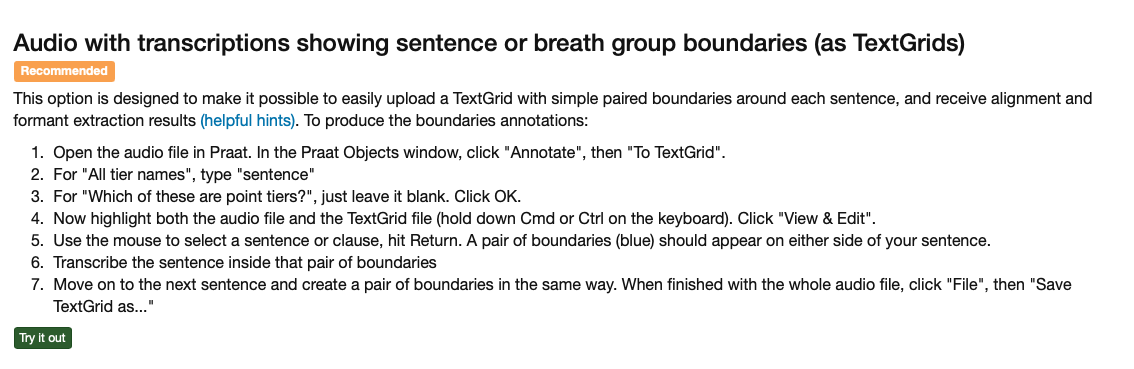 Audio with transcriptions showing sentence or breath group boundaries (as TextGrids)
Recommended
This option is designed to make it possible to easily upload a TextGrid with simple paired boundaries around each sentence, and receive alignment and
formant extraction results (helpful hints). To produce the boundaries annotations:
1. Open the audio file in Praat. In the Praat Objects window, click "Annotate", then "To TextGrid".
2. For "All tier names", type "sentence"
3. For "Which of these are point tiers?", just leave it blank. Click OK.
4. Now highlight both the audio file and the TextGrid file (hold down Cmd or Ctrl on the keyboard). Click "View & Edit".
5. Use the mouse to select a sentence or clause, hit Return. A pair of boundaries (blue) should appear on either side of your sentence.
6. Transcribe the sentence inside that pair of boundaries
7. Move on to the next sentence and create a pair of boundaries in the same way. When finished with the whole audio file, click "File", then "Save
TextGrid as..."
Try it out